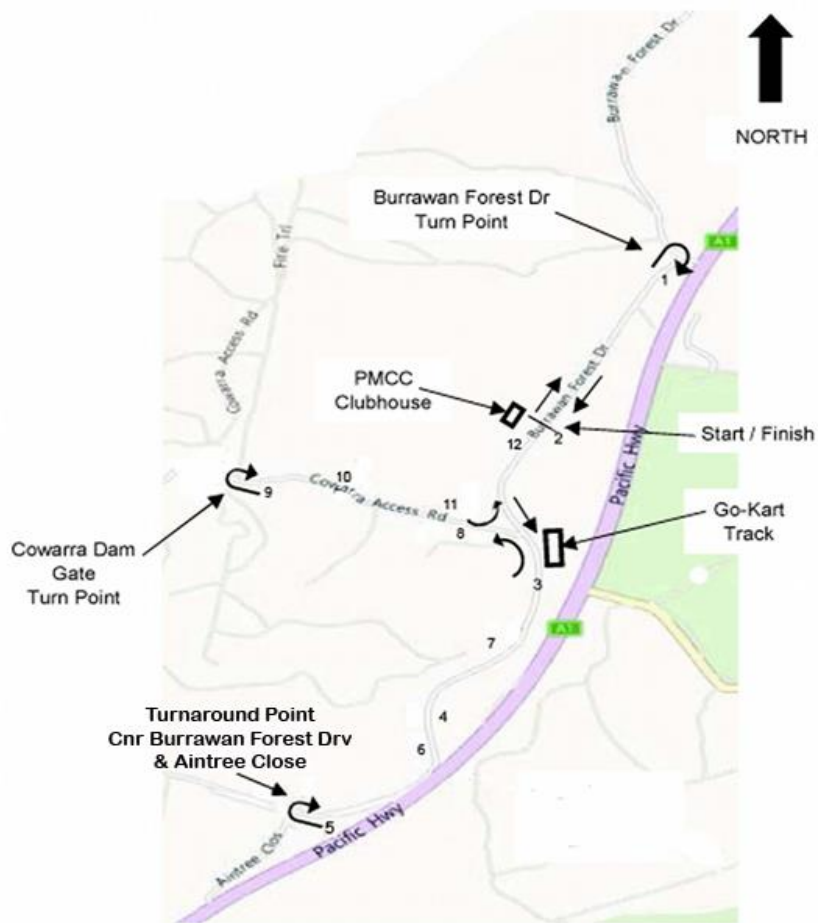 Burrawan Forest Dr
NORTH
Burrawan Forest Dr
Turn Point
A1
1
Fire Trl
Cowarra Access Rd
PMCC
Clubhouse
Burrawan Forest Dr
12
2
Start / Finish
Pacific Hwy
10
Cowarra Access Rd
11
9
8
Go-Kart
Track
Cowarra Dam
Gate
Turn Point
3
A1
7
Turnaround Point
Cnr Burrawan Forest Drv
& Aintree Close
4
6
5
Aintree Clos
Pacific Hwy